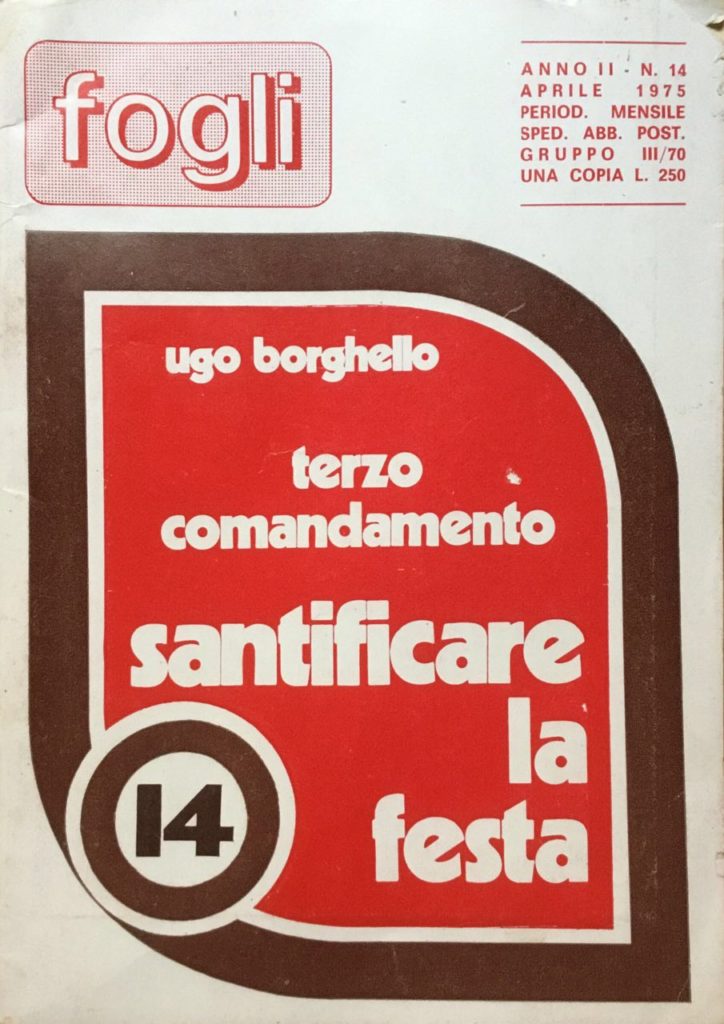 fogli
ANNO II - N. 14
APRILE 1975
PERIOD. MENSILE
SPED. ABB. POST.
GRUPPO III/70
UNA COPIA L. 250
ugo borghello
terzo
comandamento
santificare
la
festa
14